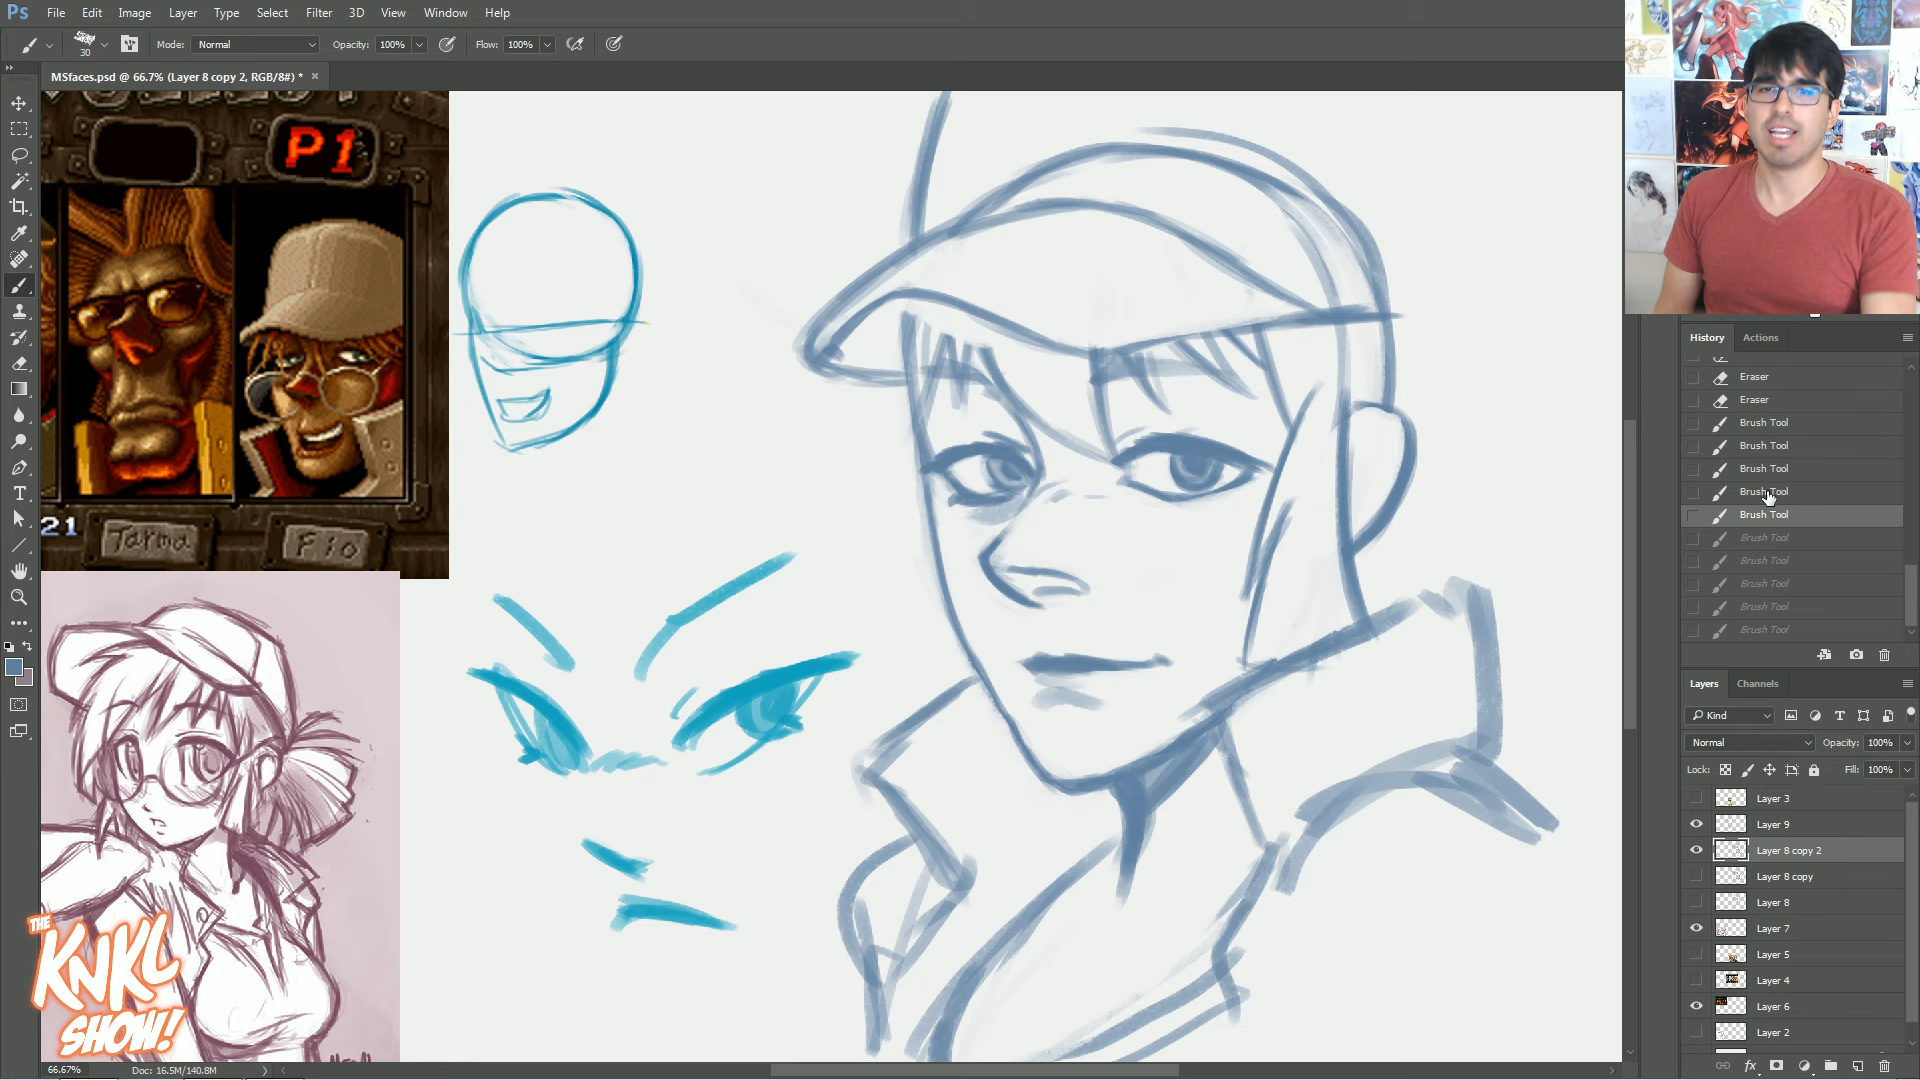 Ps File Edit Image Layer Type Select Filter 3D View Window Help
30 Mode: Normal Opacity: 100% Flow: 100%
MSfaces.psd @ 66.7% (Layer 8 copy 2, RGB/8#) * ×
P1
21 Tarma Fio
THE
KNKL
SHOW!
66.67% Doc: 16.5M/140.8M
History Actions
Eraser
Eraser
Brush Tool
Brush Tool
Brush Tool
Brush Tool
Brush Tool
Brush Tool
Brush Tool
Brush Tool
Brush Tool
Brush Tool
Layers Channels
Kind
Normal Opacity: 100%
Lock: Fill: 100%
Layer 3
Layer 9
Layer 8 copy 2
Layer 8 copy
Layer 8
Layer 7
Layer 5
Layer 4
Layer 6
Layer 2